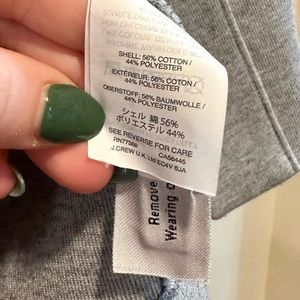 SHELL: 56% COTTON /
44% POLYESTER
EXTÉRIEUR: 56% COTON /
44% POLYESTER
OBERSTOFF: 56% BAUMWOLLE /
44% POLYESTER
シェル 綿 56%
ポリエステル 44%
SEE REVERSE FOR CARE
RN77388 CA56445
J.CREW U.K. Ltd EC4V 6JA
Remove
Wearing o